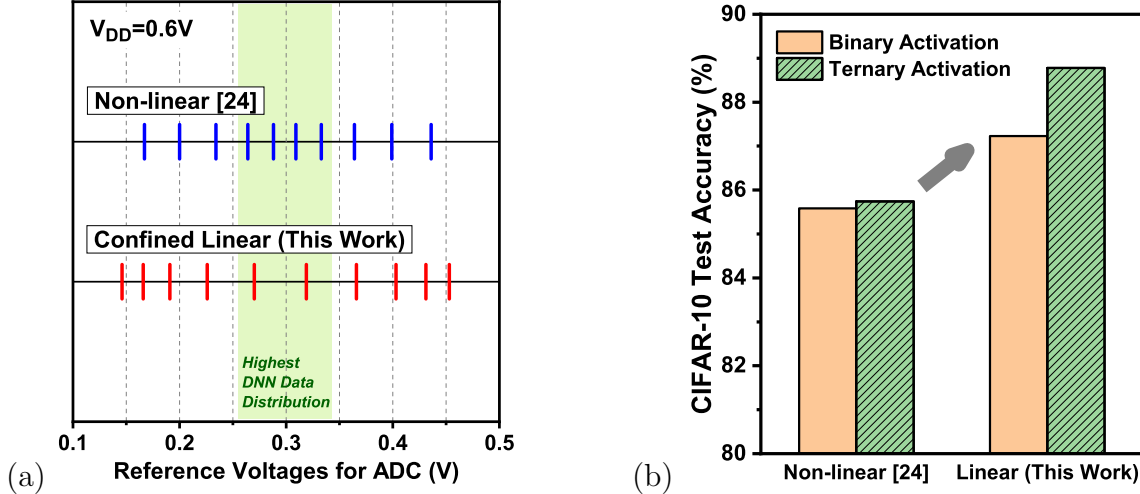 V_DD=0.6V
Non-linear [24]
Confined Linear (This Work)
Highest
DNN Data
Distribution
0.1 0.2 0.3 0.4 0.5
Reference Voltages for ADC (V)
(a)
90
88
86
84
82
80
CIFAR-10 Test Accuracy (%)
Binary Activation
Ternary Activation
Non-linear [24] Linear (This Work)
(b)